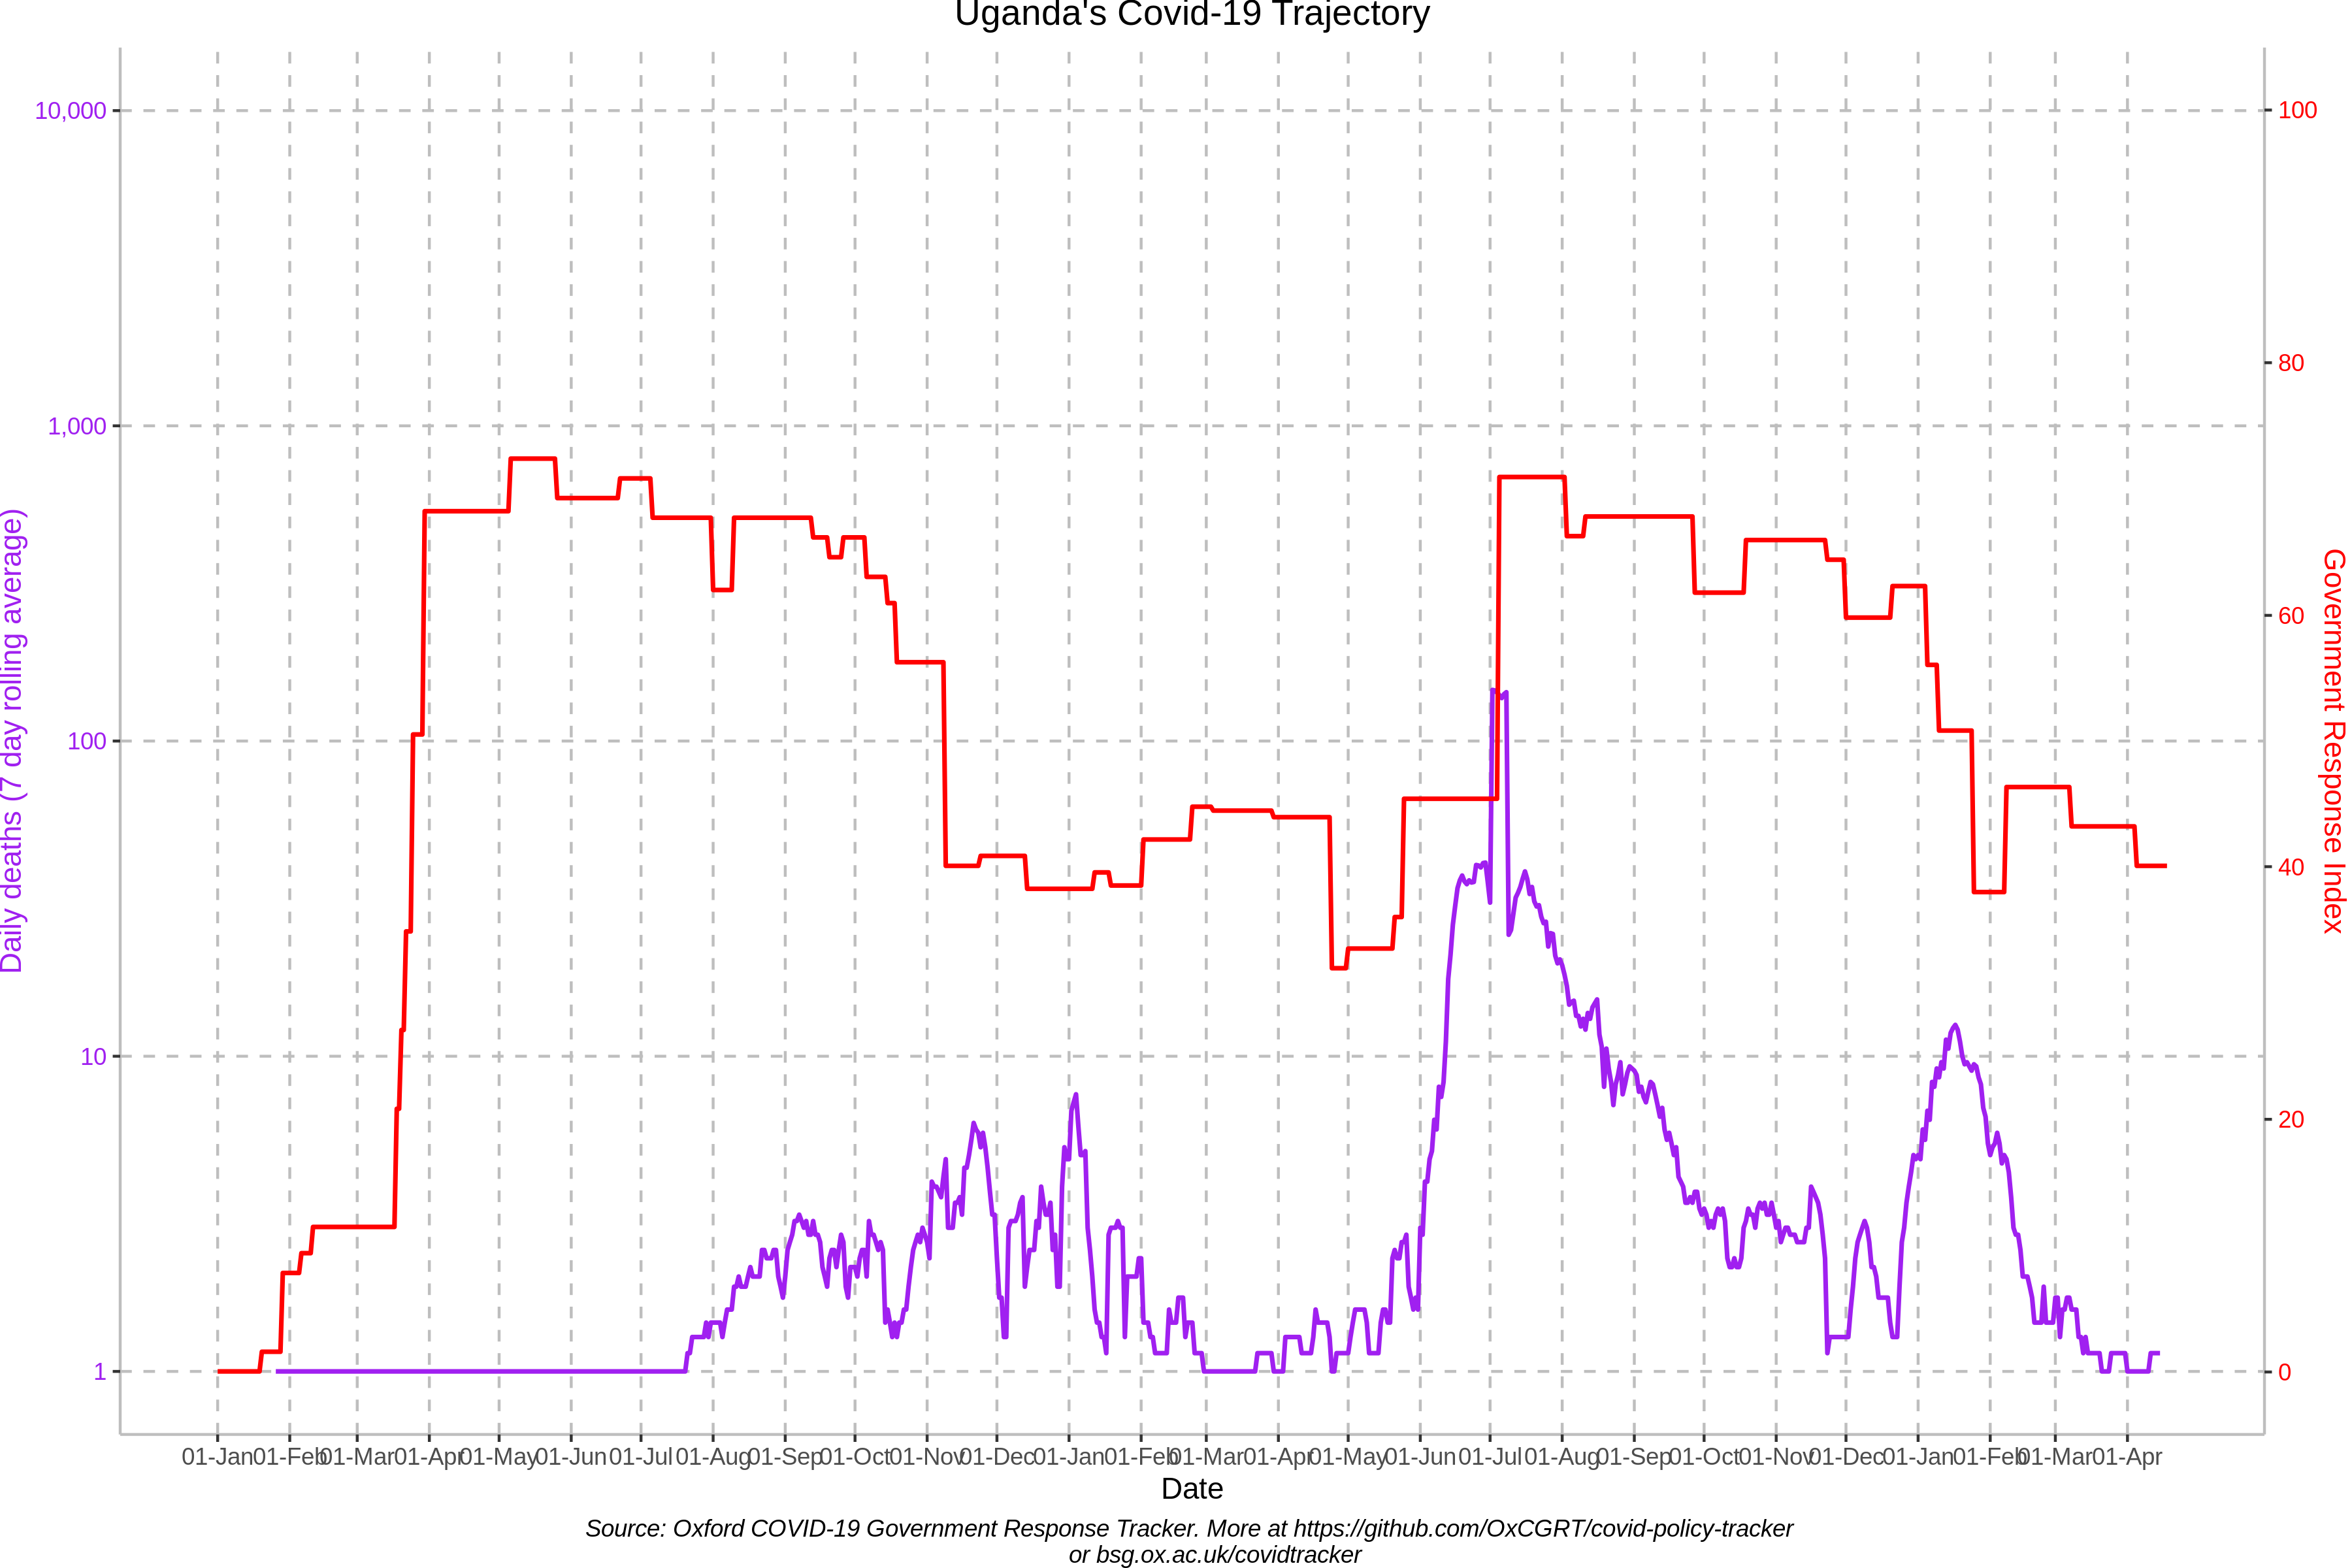 Uganda's Covid-19 Trajectory
10,000
1,000
100
10
1
Daily deaths (7 day rolling average)
100
80
60
40
20
0
Government Response Index
01-Jan 01-Feb 01-Mar 01-Apr 01-May 01-Jun 01-Jul 01-Aug 01-Sep 01-Oct 01-Nov 01-Dec 01-Jan 01-Feb 01-Mar 01-Apr 01-May 01-Jun 01-Jul 01-Aug 01-Sep 01-Oct 01-Nov 01-Dec 01-Jan 01-Feb 01-Mar 01-Apr
Date
Source: Oxford COVID-19 Government Response Tracker. More at https://github.com/OxCGRT/covid-policy-tracker
or bsg.ox.ac.uk/covidtracker